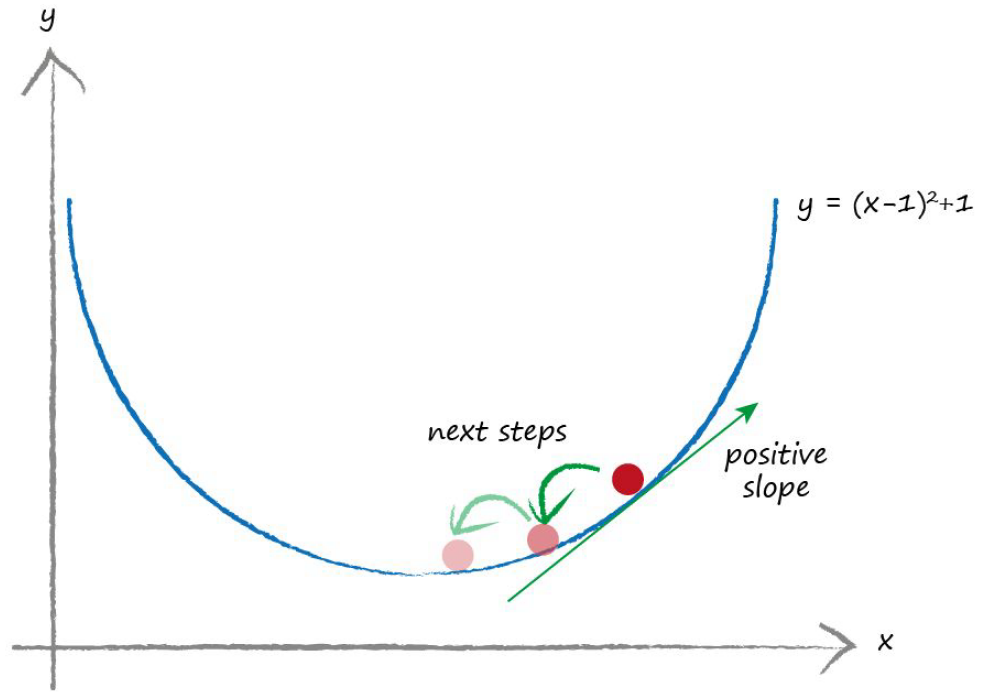 y
y = (x-1)²+1
next steps
positive
slope
x